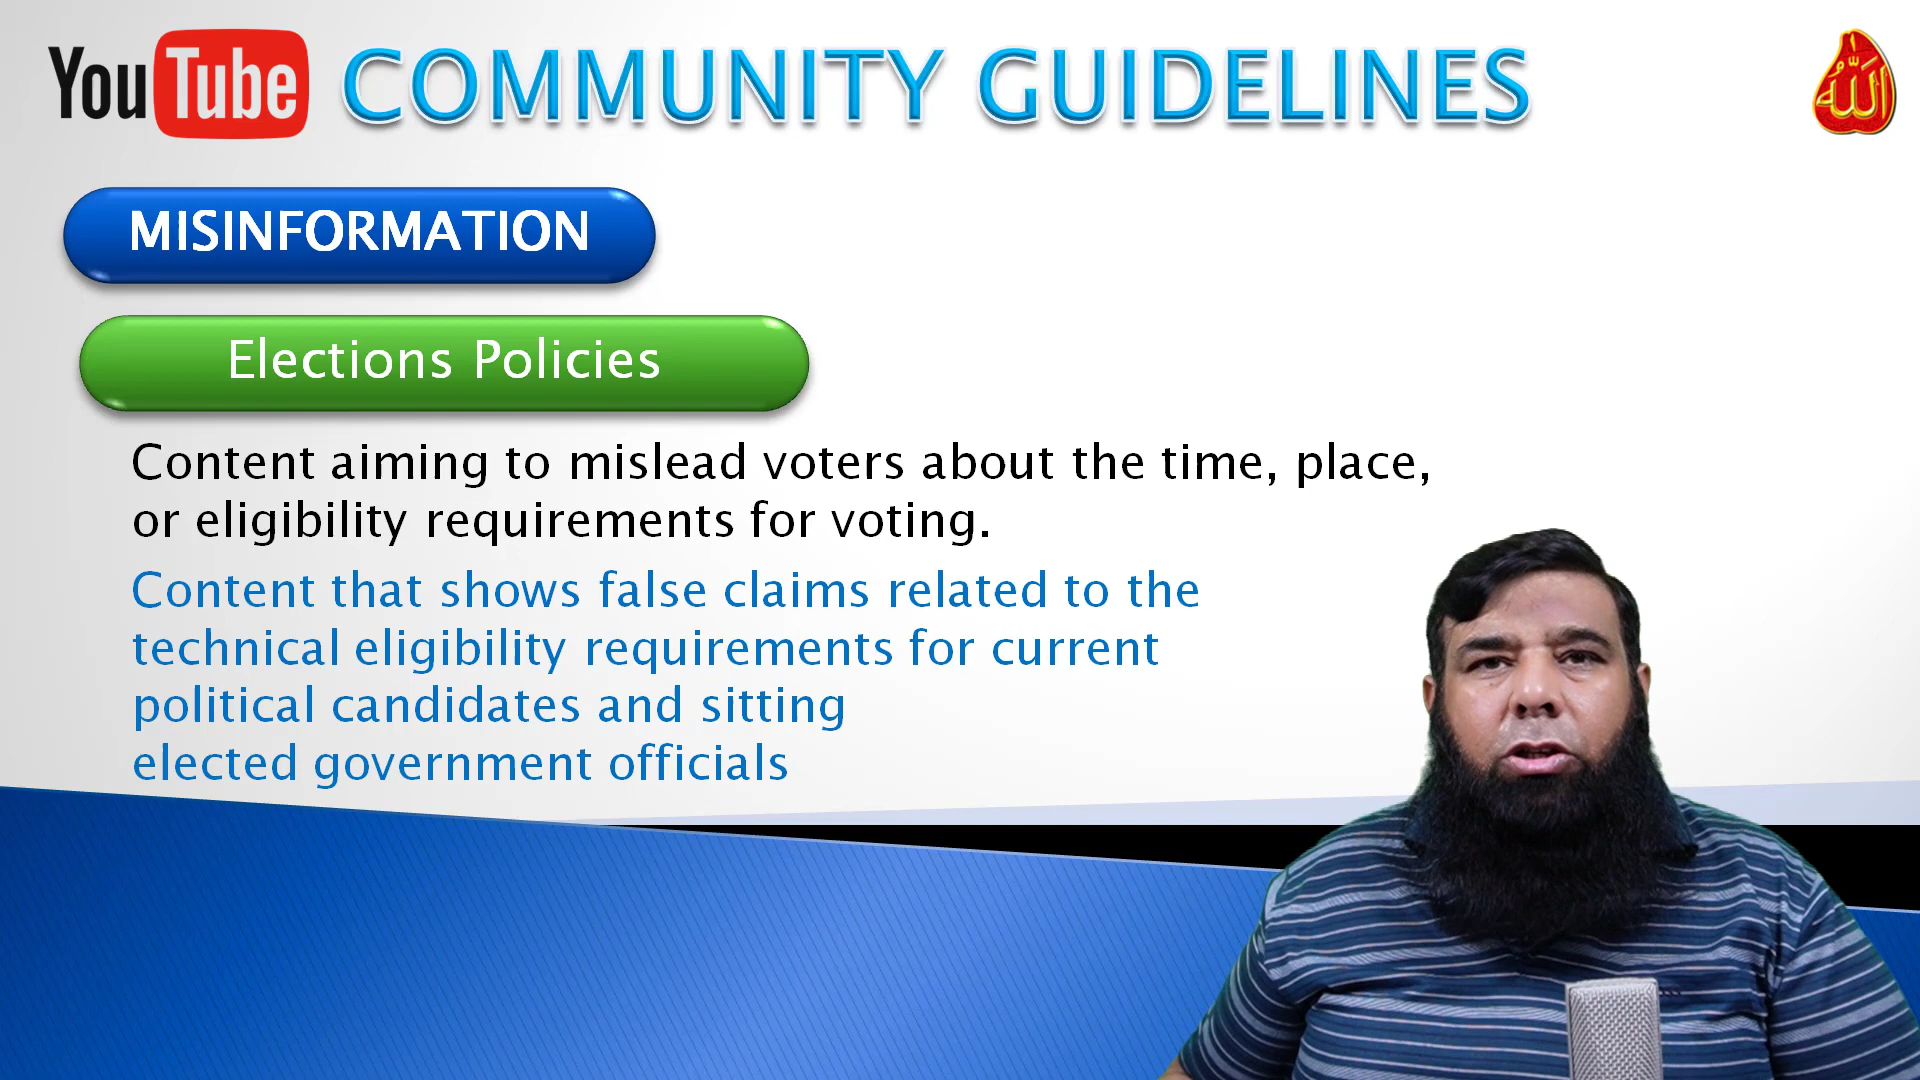 YouTube COMMUNITY GUIDELINES
الله
MISINFORMATION
Elections Policies
Content aiming to mislead voters about the time, place,
or eligibility requirements for voting.
Content that shows false claims related to the
technical eligibility requirements for current
political candidates and sitting
elected government officials